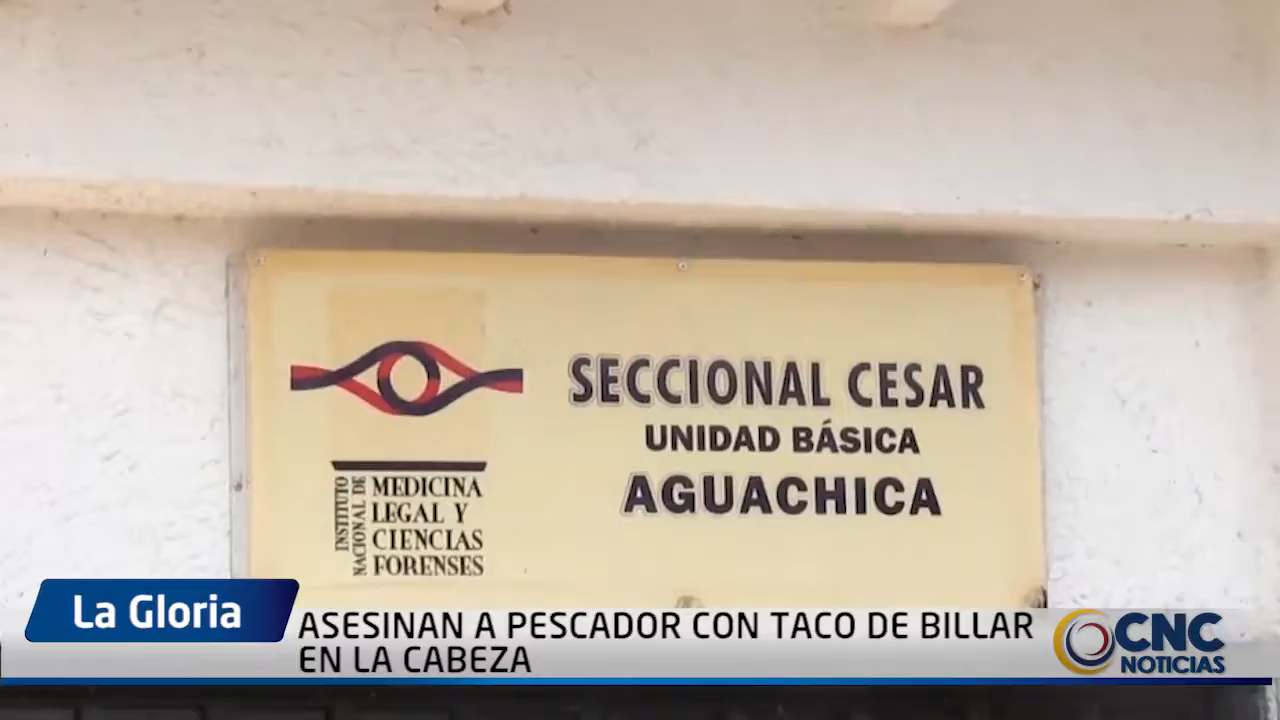 SECCIONAL CESAR
UNIDAD BÁSICA
AGUACHICA
INSTITUTO
NACIONAL DE
MEDICINA
LEGAL Y
CIENCIAS
FORENSES
La Gloria
ASESINAN A PESCADOR CON TACO DE BILLAR
EN LA CABEZA
CNC
NOTICIAS